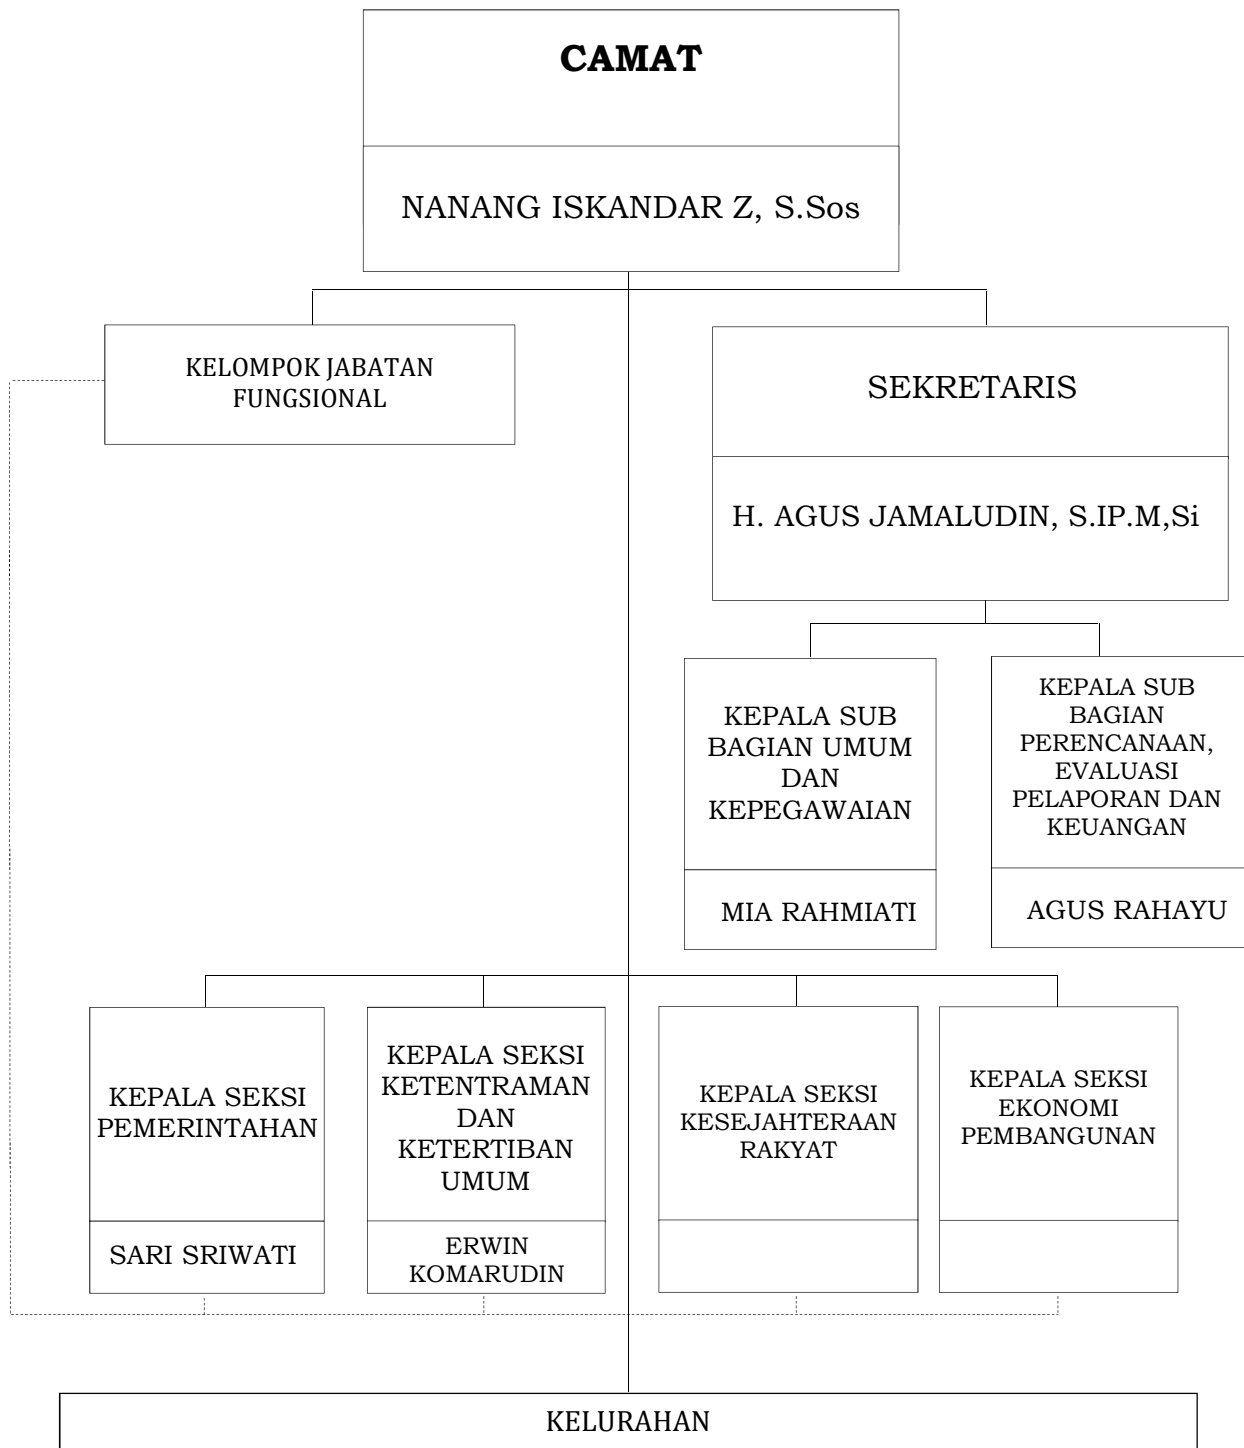 CAMAT
NANANG ISKANDAR Z, S.Sos
KELOMPOK JABATAN
FUNGSIONAL
SEKRETARIS
H. AGUS JAMALUDIN, S.IP.M,Si
KEPALA SUB
BAGIAN UMUM
DAN
KEPEGAWAIAN
MIA RAHMIATI
KEPALA SUB
BAGIAN
PERENCANAAN,
EVALUASI
PELAPORAN DAN
KEUANGAN
AGUS RAHAYU
KEPALA SEKSI
PEMERINTAHAN
SARI SRIWATI
KEPALA SEKSI
KETENTRAMAN
DAN
KETERTIBAN
UMUM
ERWIN
KOMARUDIN
KEPALA SEKSI
KESEJAHTERAAN
RAKYAT
KEPALA SEKSI
EKONOMI
PEMBANGUNAN
KELURAHAN